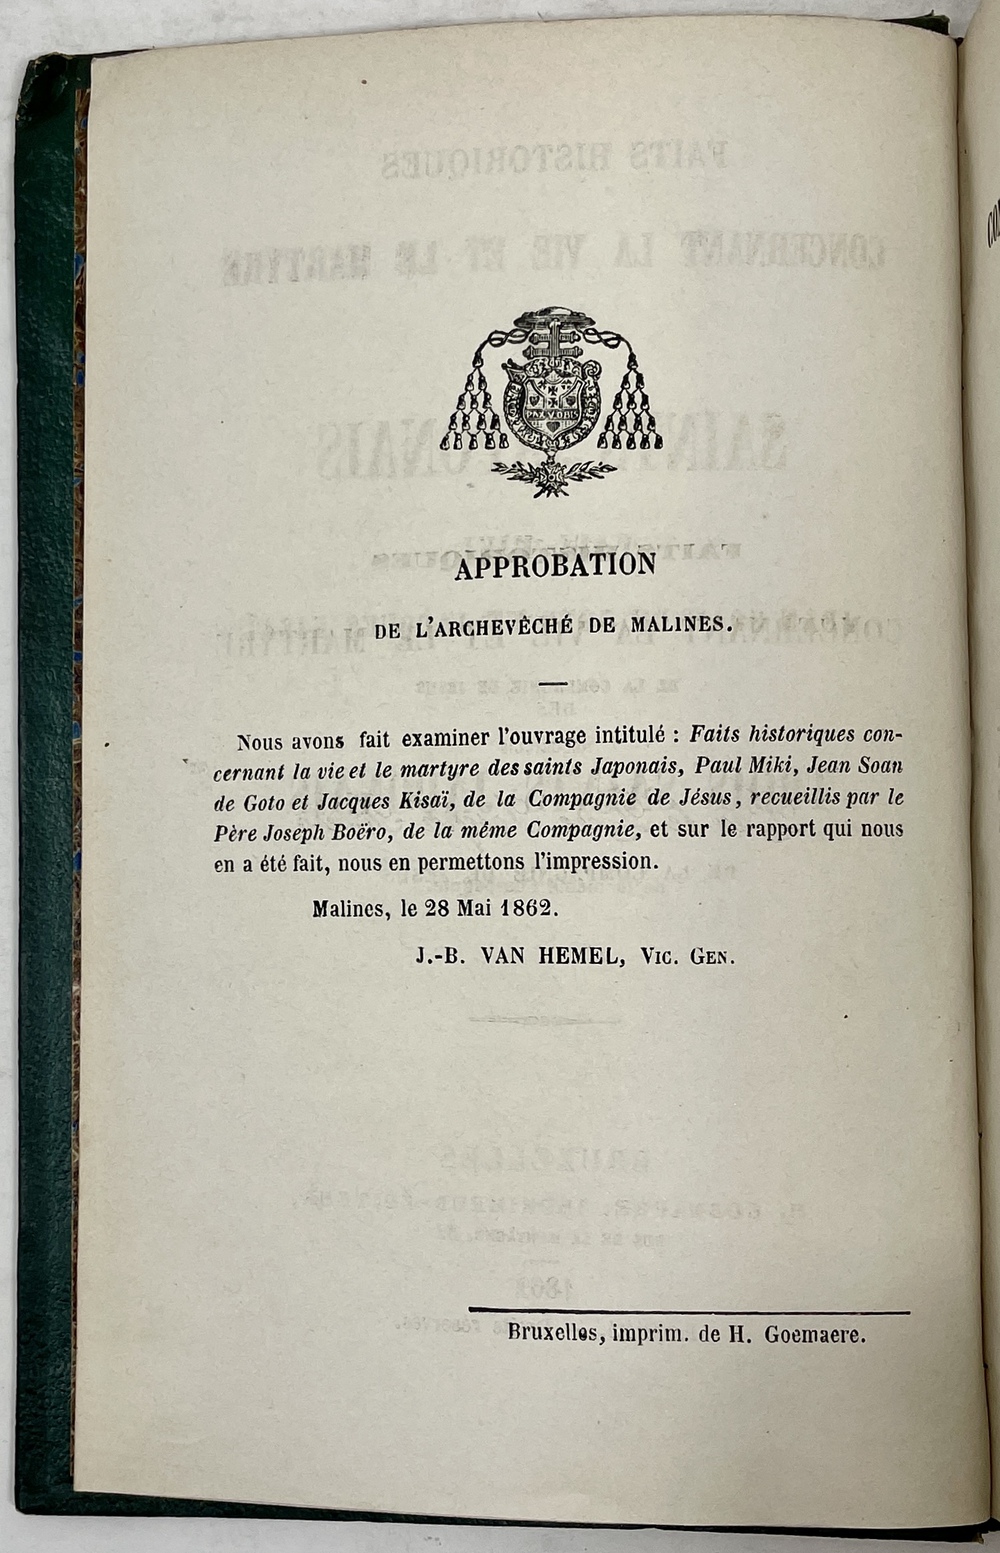 PAX VOBIS
APPROBATION
DE L'ARCHEVÊCHÉ DE MALINES.
Nous avons fait examiner l'ouvrage intitulé : Faits historiques con-
cernant la vie et le martyre des saints Japonais, Paul Miki, Jean Soan
de Goto et Jacques Kisaï, de la Compagnie de Jésus, recueillis par le
Père Joseph Boëro, de la même Compagnie, et sur le rapport qui nous
en a été fait, nous en permettons l'impression.
Malines, le 28 Mai 1862.
J.-B. VAN HEMEL, Vic. Gen.
Bruxelles, imprim. de H. Goemaere.